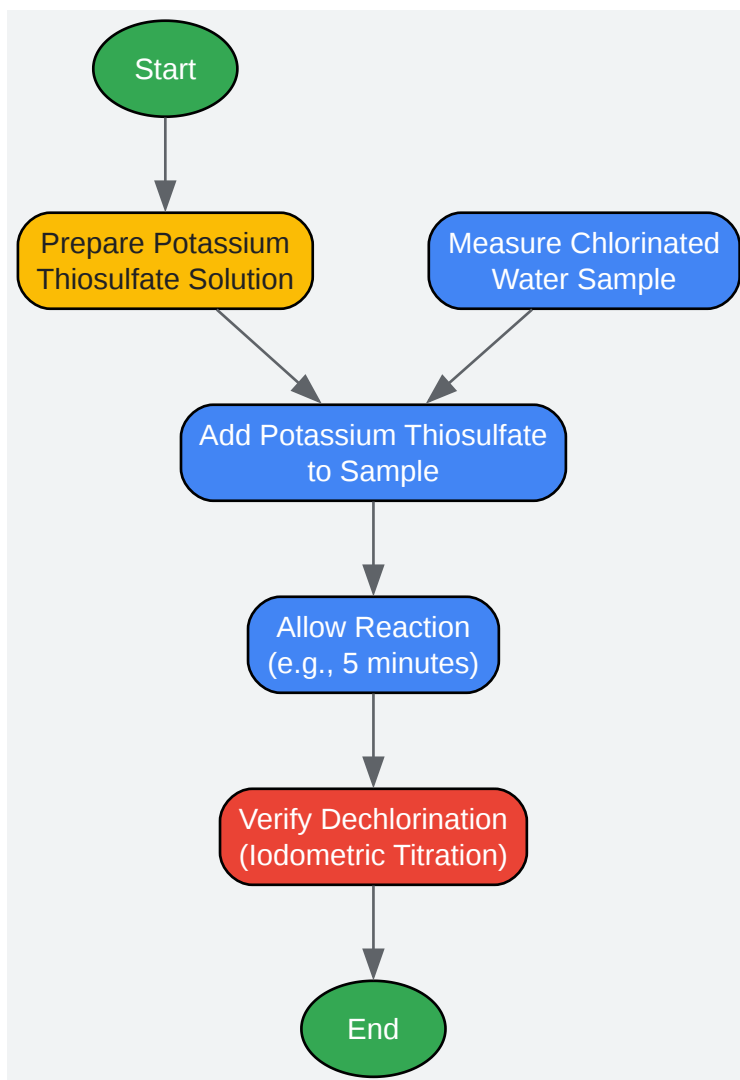 Start
Prepare Potassium
Thiosulfate Solution
Measure Chlorinated
Water Sample
Add Potassium Thiosulfate
to Sample
Allow Reaction
(e.g., 5 minutes)
Verify Dechlorination
(Iodometric Titration)
End